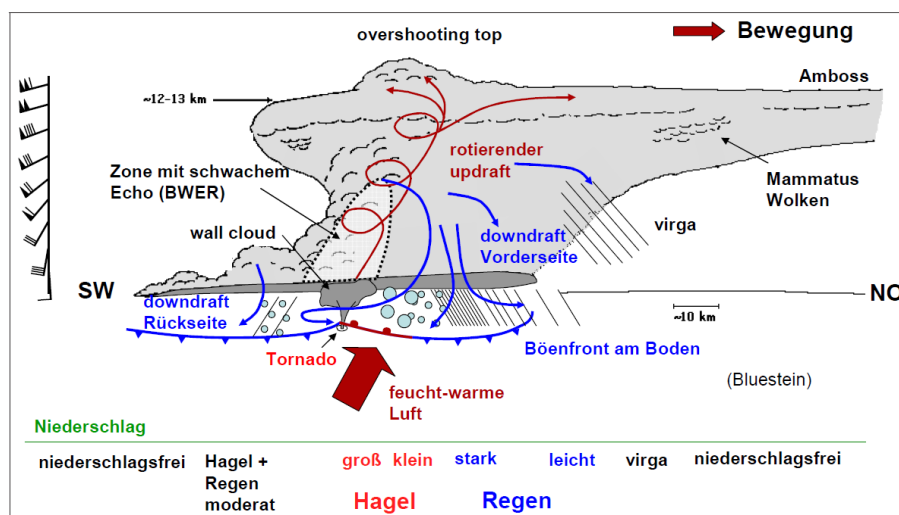 overshooting top
Bewegung
Amboss
~12-13 km
rotierender
updraft
Zone mit schwachem
Echo (BWER)
Mammatus
Wolken
virga
wall cloud
downdraft
Vorderseite
SW
NO
downdraft
Rückseite
~10 km
Tornado
Böenfront am Boden
feucht-warme
Luft
(Bluestein)
Niederschlag
niederschlagsfrei
Hagel +
Regen
moderat
groß klein
stark
leicht
virga
niederschlagsfrei
Hagel
Regen